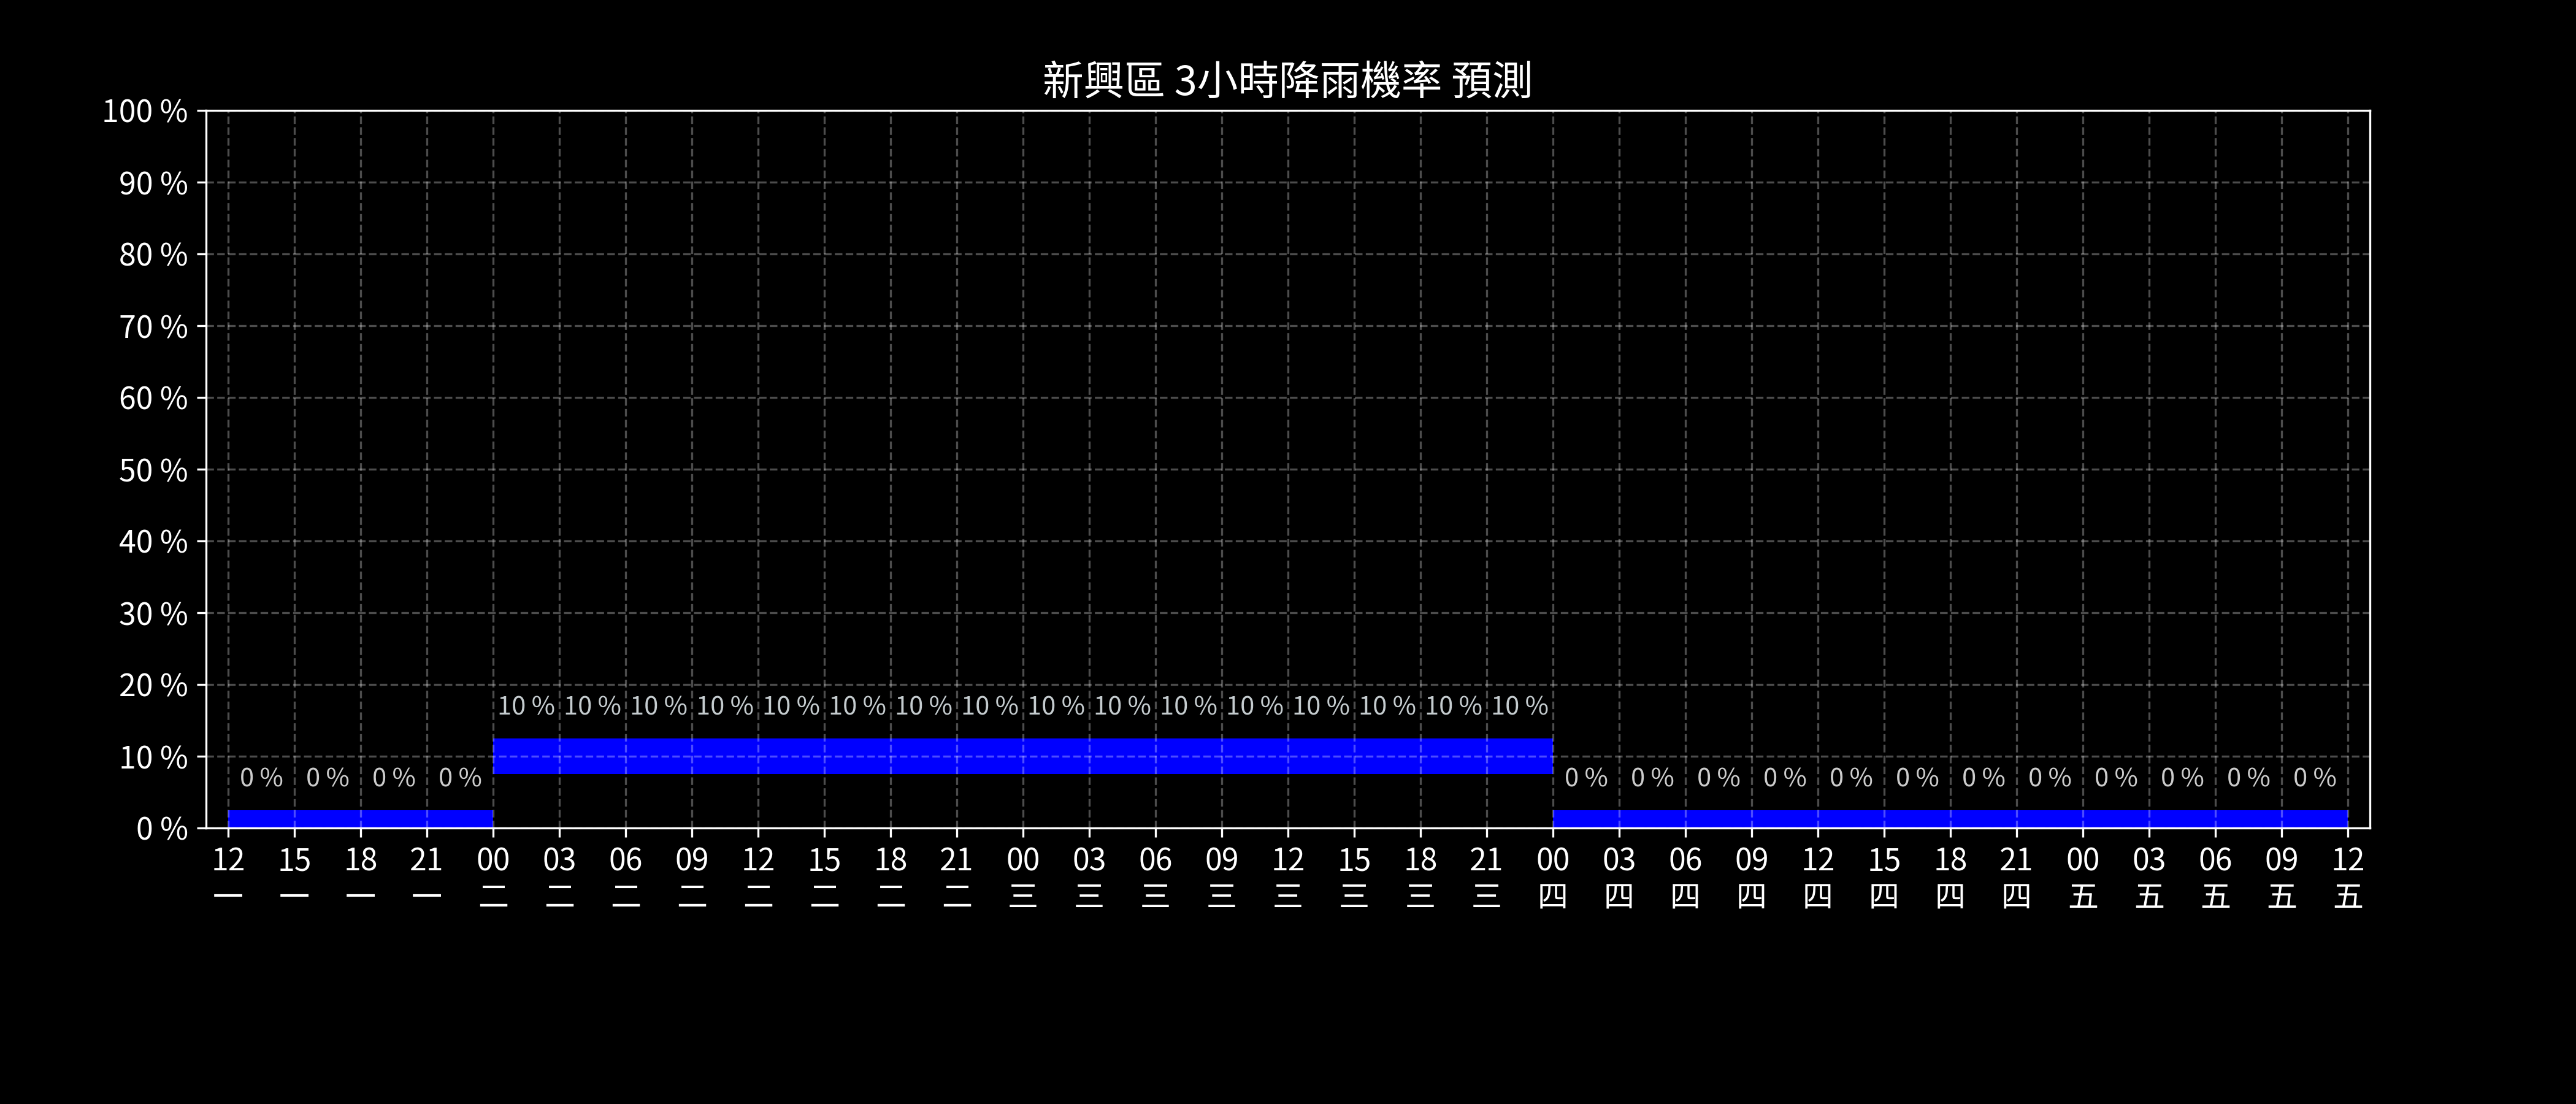 新興區 3小時降雨機率 預測
100 %
90 %
80 %
70 %
60 %
50 %
40 %
30 %
20 %
10 %
0 %
10 % 10 % 10 % 10 % 10 % 10 % 10 % 10 % 10 % 10 % 10 % 10 % 10 % 10 % 10 % 10 %
0 % 0 % 0 % 0 % 0 % 0 % 0 % 0 % 0 % 0 % 0 % 0 % 0 % 0 % 0 % 0 %
12 15 18 21 00 03 06 09 12 15 18 21 00 03 06 09 12 15 18 21 00 03 06 09 12 15 18 21 00 03 06 09 12
一 一 一 一 二 二 二 二 二 二 二 二 三 三 三 三 三 三 三 三 四 四 四 四 四 四 四 四 五 五 五 五 五